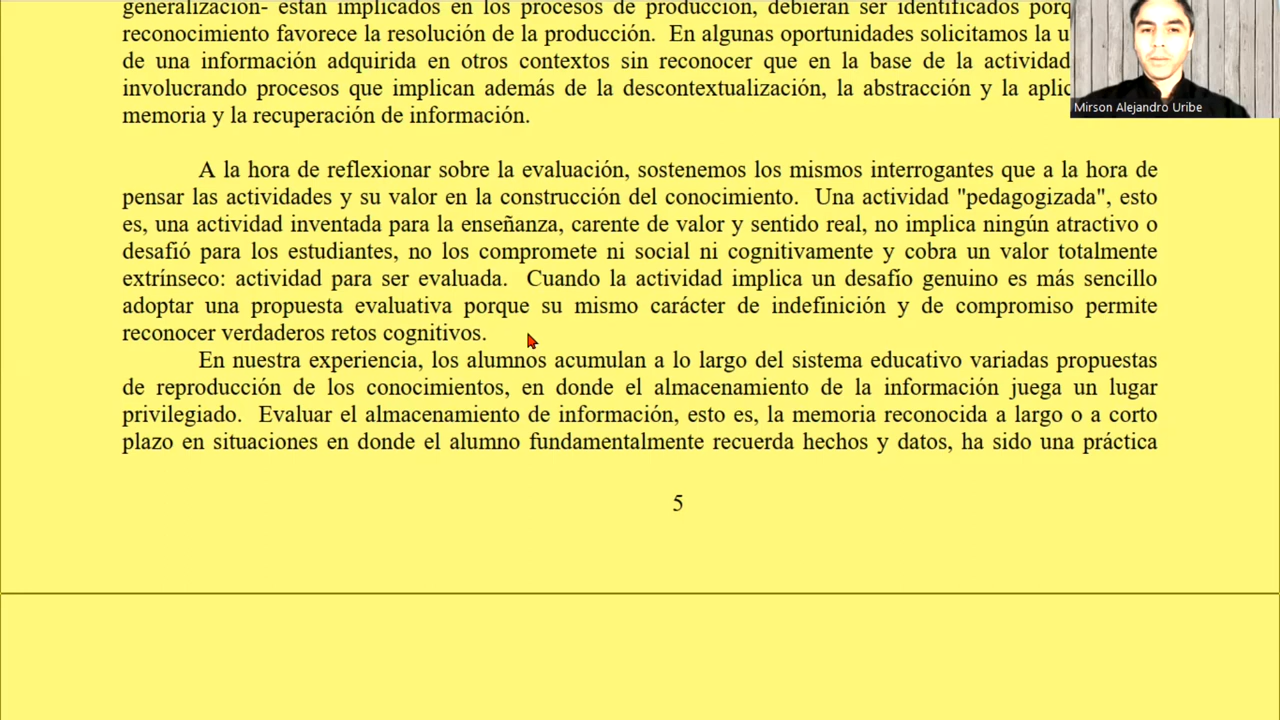 generalización- están implicados en los procesos de producción, debieran ser identificados porq
reconocimiento favorece la resolución de la producción. En algunas oportunidades solicitamos la u
de una información adquirida en otros contextos sin reconocer que en la base de la actividad
involucrando procesos que implican además de la descontextualización, la abstracción y la aplic
memoria y la recuperación de información.
Mirson Alejandro Uribe
A la hora de reflexionar sobre la evaluación, sostenemos los mismos interrogantes que a la hora de
pensar las actividades y su valor en la construcción del conocimiento. Una actividad "pedagogizada", esto
es, una actividad inventada para la enseñanza, carente de valor y sentido real, no implica ningún atractivo o
desafió para los estudiantes, no los compromete ni social ni cognitivamente y cobra un valor totalmente
extrínseco: actividad para ser evaluada. Cuando la actividad implica un desafío genuino es más sencillo
adoptar una propuesta evaluativa porque su mismo carácter de indefinición y de compromiso permite
reconocer verdaderos retos cognitivos.
En nuestra experiencia, los alumnos acumulan a lo largo del sistema educativo variadas propuestas
de reproducción de los conocimientos, en donde el almacenamiento de la información juega un lugar
privilegiado. Evaluar el almacenamiento de información, esto es, la memoria reconocida a largo o a corto
plazo en situaciones en donde el alumno fundamentalmente recuerda hechos y datos, ha sido una práctica
5